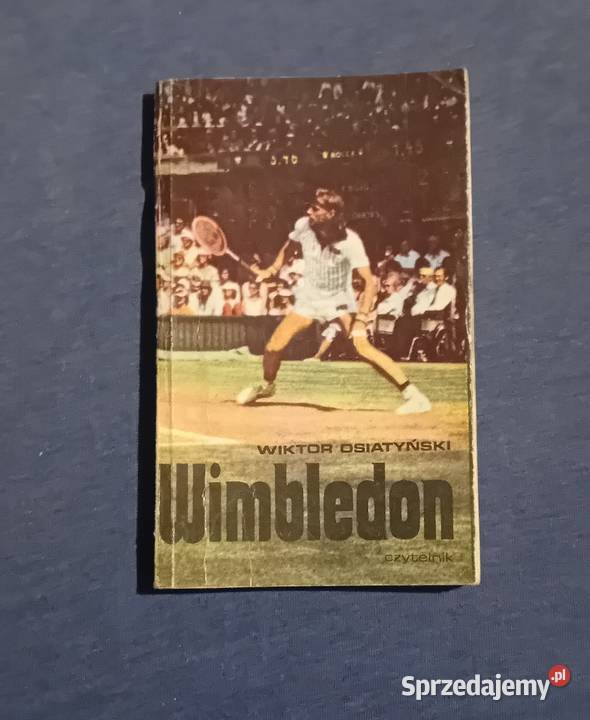 WIKTOR OSIATYŃSKI
Wimbledon
czytelnik
Sprzedajemy.pl